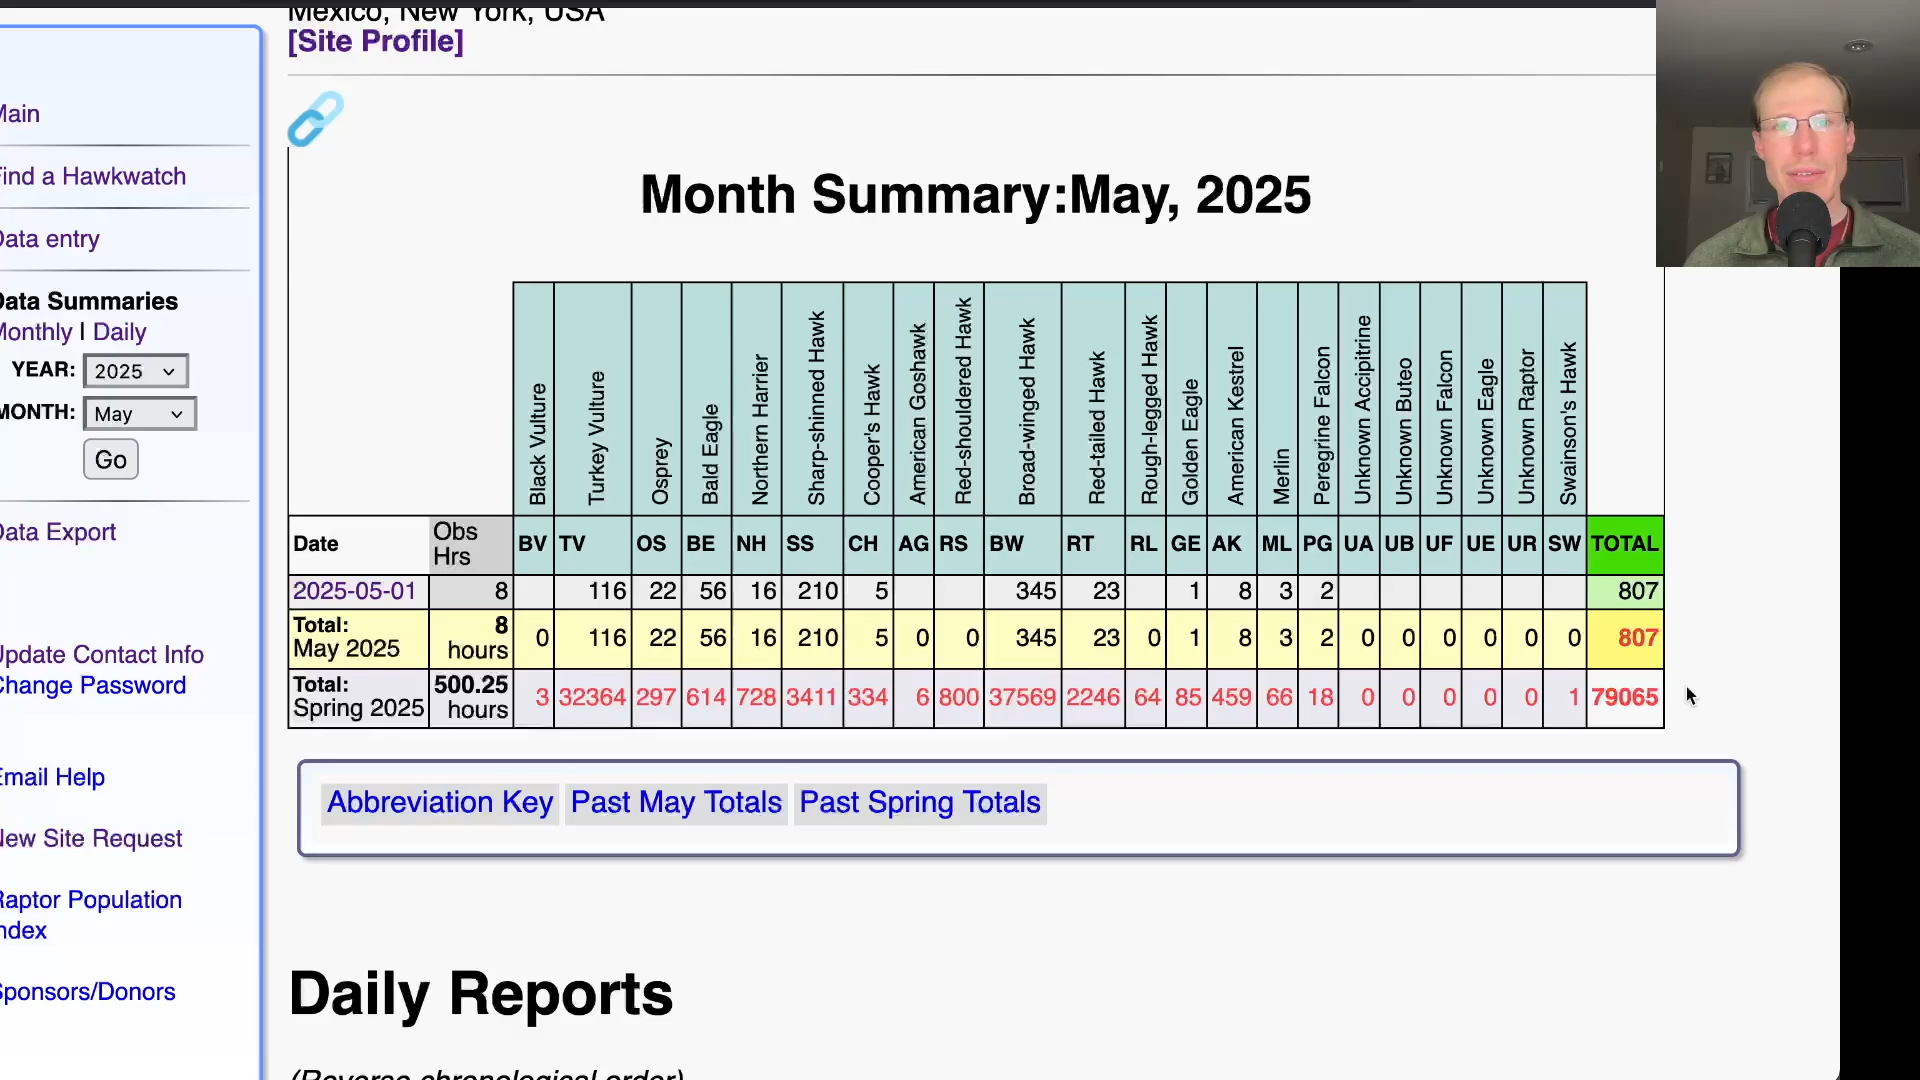 Mexico, New York, USA
[Site Profile]
Main
Find a Hawkwatch
Data entry
Data Summaries
Monthly | Daily
YEAR: 2025
MONTH: May
Go
Data Export
Update Contact Info
Change Password
Email Help
New Site Request
Raptor Population
Index
Sponsors/Donors
Month Summary:May, 2025
Black Vulture
Turkey Vulture
Osprey
Bald Eagle
Northern Harrier
Sharp-shinned Hawk
Cooper's Hawk
American Goshawk
Red-shouldered Hawk
Broad-winged Hawk
Red-tailed Hawk
Rough-legged Hawk
Golden Eagle
American Kestrel
Merlin
Peregrine Falcon
Unknown Accipitrine
Unknown Buteo
Unknown Falcon
Unknown Eagle
Unknown Raptor
Swainson's Hawk
Date Obs Hrs BV TV OS BE NH SS CH AG RS BW RT RL GE AK ML PG UA UB UF UE UR SW TOTAL
2025-05-01 8 116 22 56 16 210 5 345 23 1 8 3 2 807
Total: May 2025 8 hours 0 116 22 56 16 210 5 0 0 345 23 0 1 8 3 2 0 0 0 0 0 0 807
Total: Spring 2025 500.25 hours 3 32364 297 614 728 3411 334 6 800 37569 2246 64 85 459 66 18 0 0 0 0 0 1 79065
Abbreviation Key Past May Totals Past Spring Totals
Daily Reports
(Reverse chronological order)